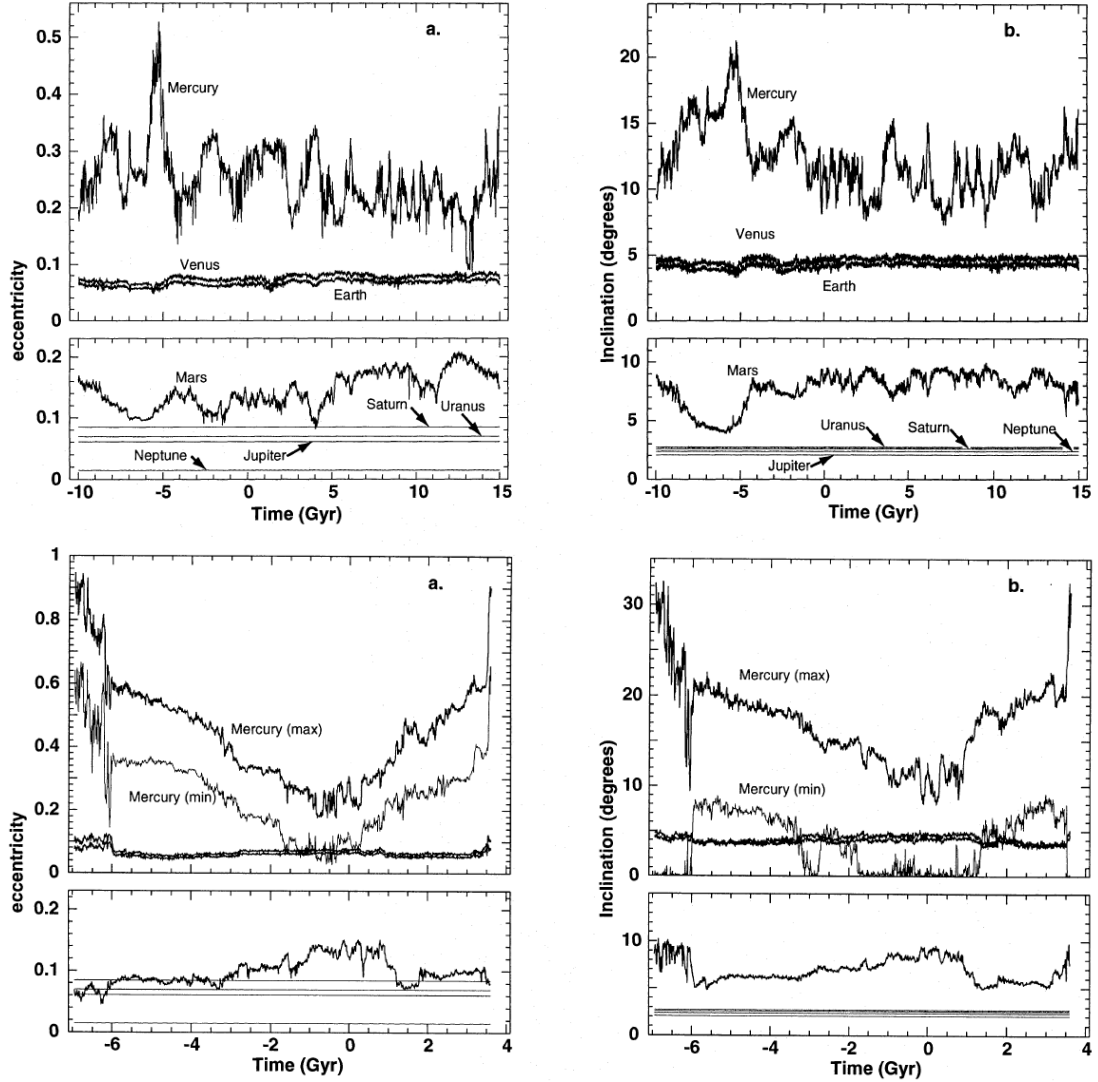 a.
eccentricity
0.5
0.4
0.3
0.2
0.1
0
Mercury
Venus
Earth
0.2
0.1
0
Mars
Saturn
Uranus
Neptune
Jupiter
-10 -5 0 5 10 15
Time (Gyr)
b.
Inclination (degrees)
20
15
10
5
0
Mercury
Venus
Earth
10
5
0
Mars
Uranus
Saturn
Neptune
Jupiter
-10 -5 0 5 10 15
Time (Gyr)
a.
eccentricity
1
0.8
0.6
0.4
0.2
0
Mercury (max)
Mercury (min)
0.2
0.1
0
-6 -4 -2 0 2 4
Time (Gyr)
b.
Inclination (degrees)
30
20
10
0
Mercury (max)
Mercury (min)
10
0
-6 -4 -2 0 2 4
Time (Gyr)